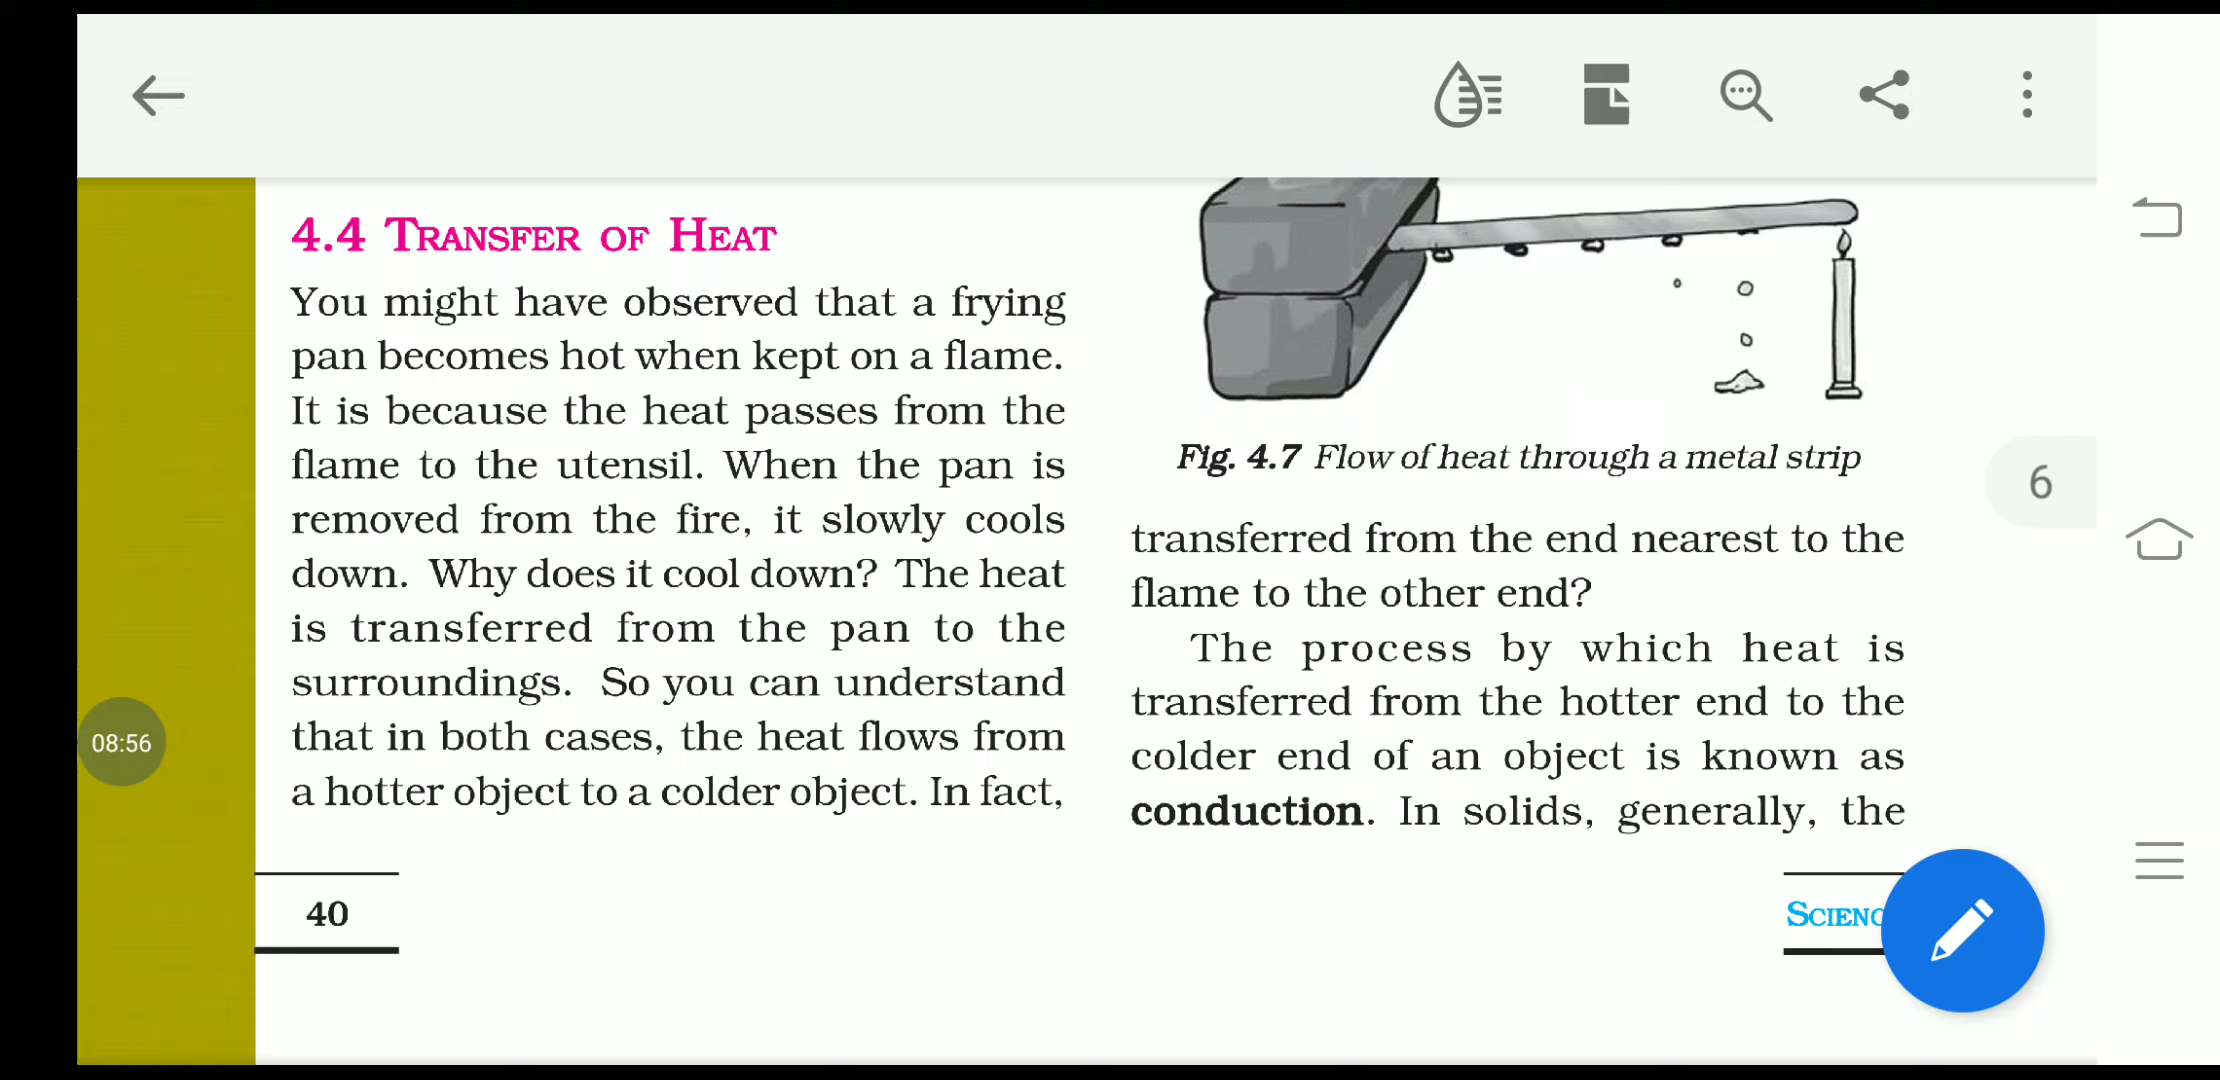 4.4 Transfer of Heat
You might have observed that a frying
pan becomes hot when kept on a flame.
It is because the heat passes from the
flame to the utensil. When the pan is
removed from the fire, it slowly cools
down. Why does it cool down? The heat
is transferred from the pan to the
surroundings. So you can understand
that in both cases, the heat flows from
a hotter object to a colder object. In fact,
40
Fig. 4.7 Flow of heat through a metal strip
transferred from the end nearest to the
flame to the other end?
The process by which heat is
transferred from the hotter end to the
colder end of an object is known as
conduction. In solids, generally, the
6
08:56